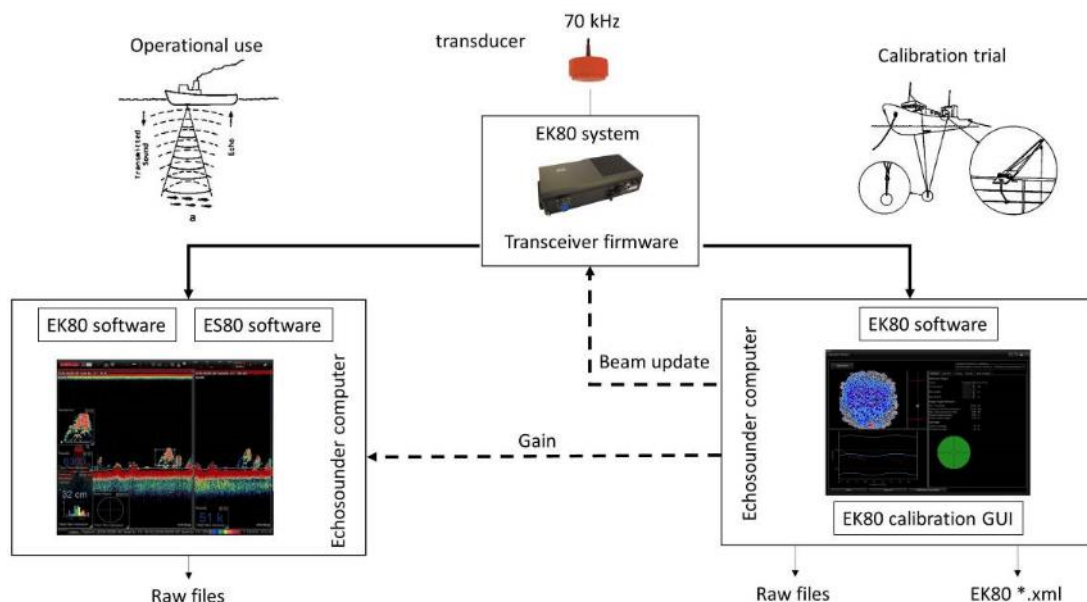 70 kHz
transducer
Operational use
Calibration trial
Transmitted
Sound
Echo
a
EK80 system
Transceiver firmware
EK80 software
ES80 software
Echosounder computer
32 cm
51 k
Beam update
Gain
EK80 software
Echosounder computer
EK80 calibration GUI
Raw files
Raw files
EK80 *.xml